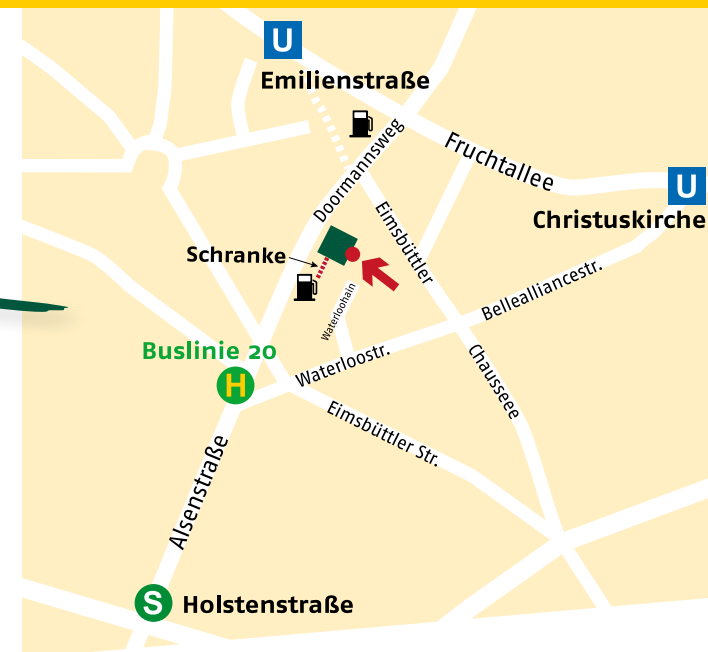 U
Emilienstraße
Doormannsweg
Fruchtallee
U
Christuskirche
Eimsbüttler
Schranke
Bellealliancestr.
Waterloohain
Buslinie 20
H
Waterloostr.
Chausseee
Eimsbüttler Str.
Alsenstraße
S
Holstenstraße